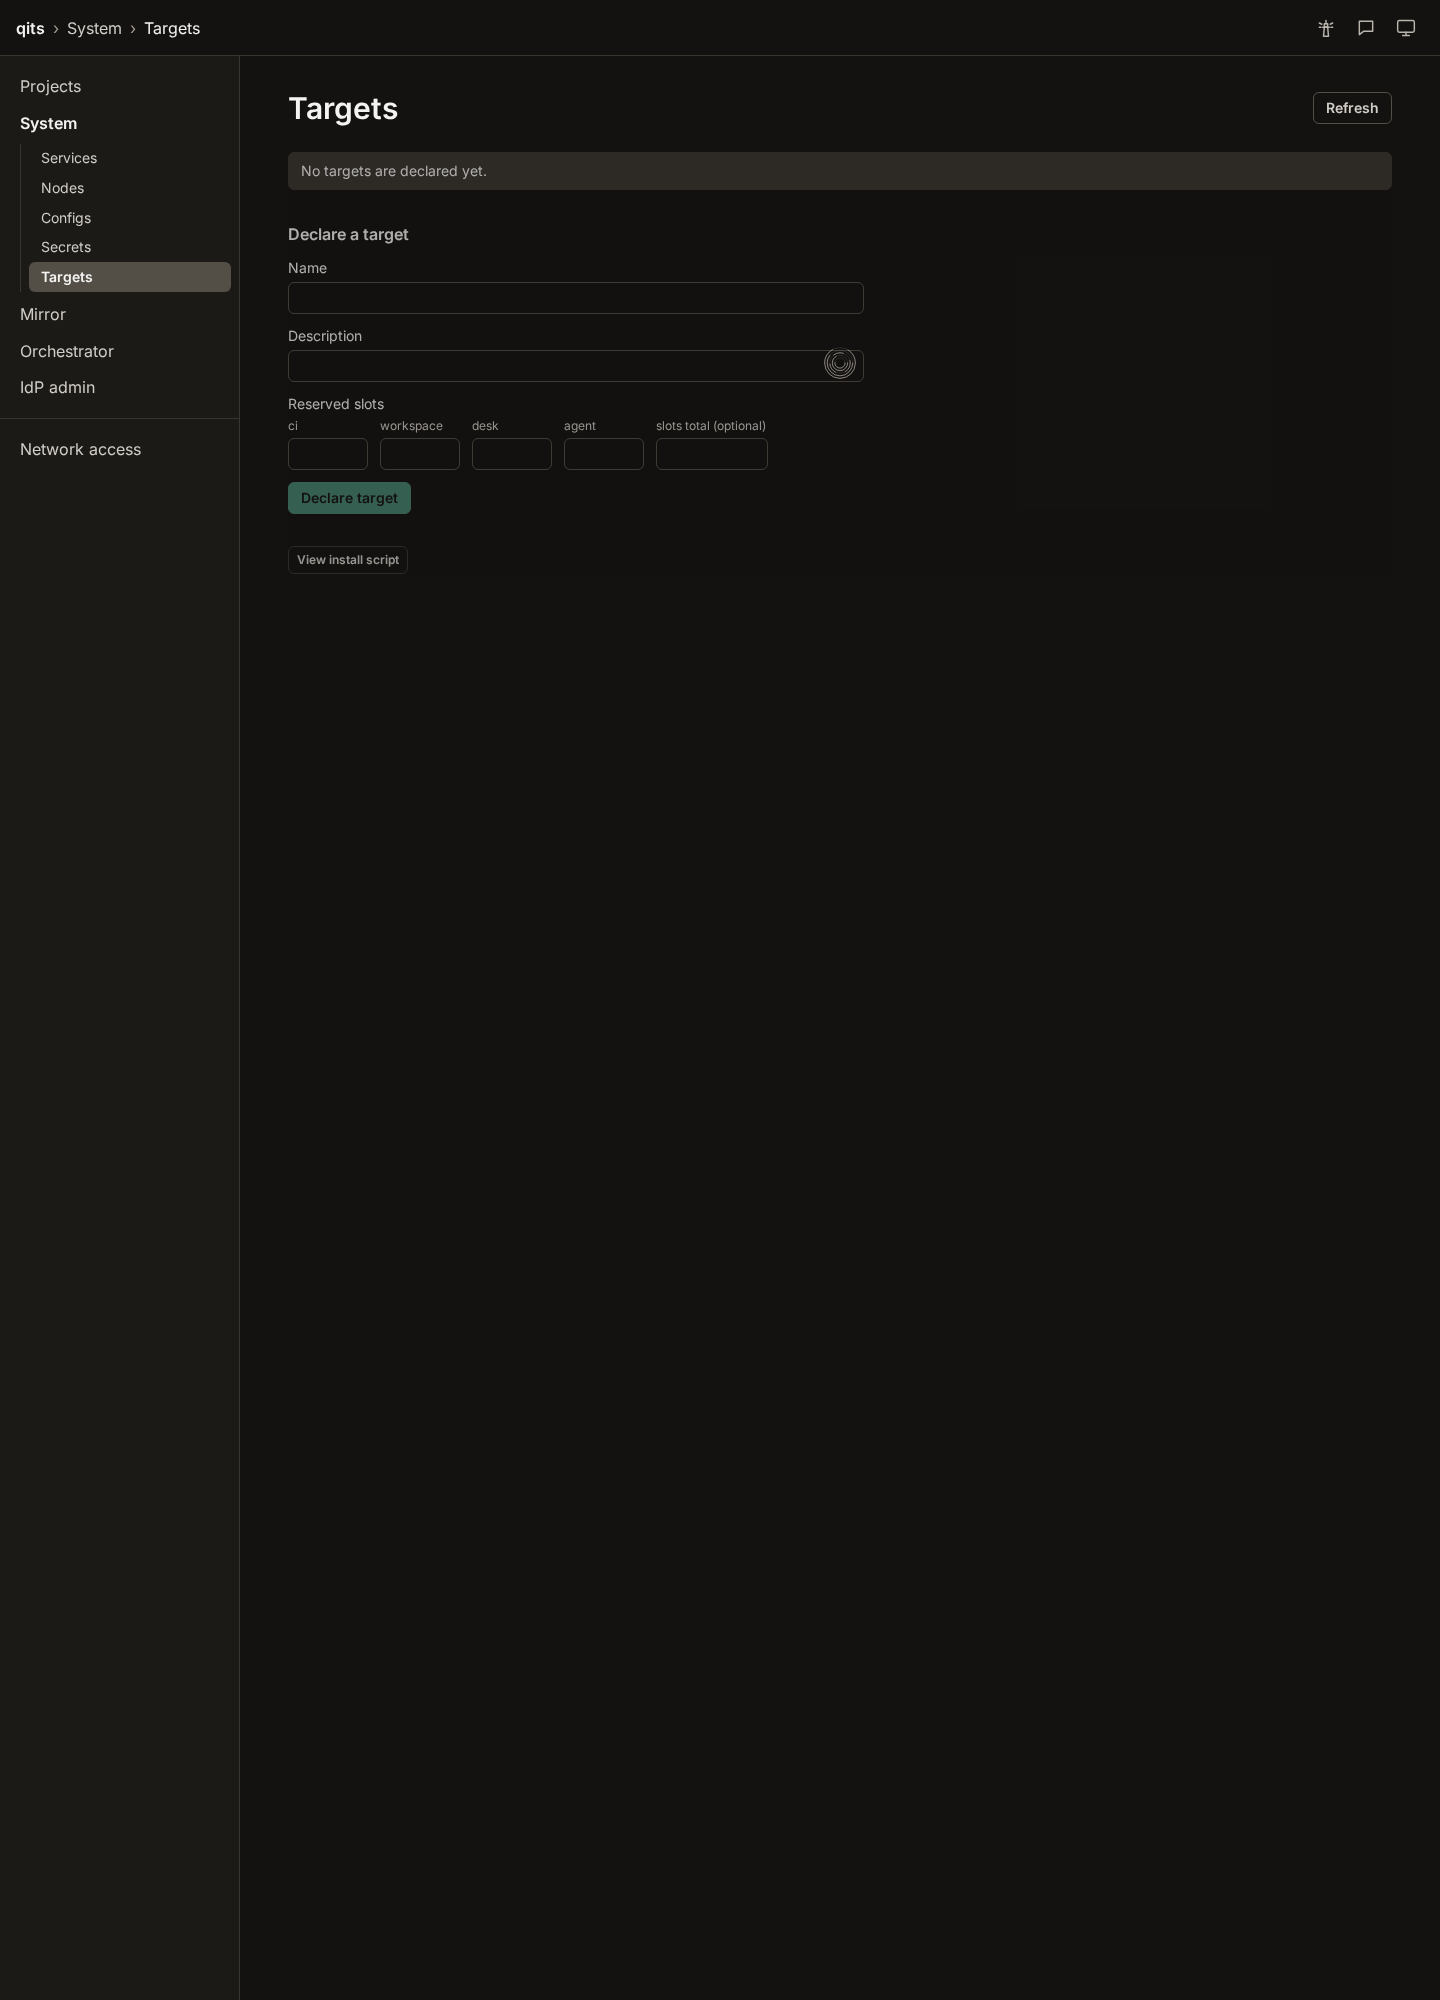 qits › System › Targets
Projects
System
Services
Nodes
Configs
Secrets
Targets
Mirror
Orchestrator
IdP admin
Network access
Targets
Refresh
No targets are declared yet.
Declare a target
Name
Description
Reserved slots
ci workspace desk agent slots total (optional)
Declare target
View install script